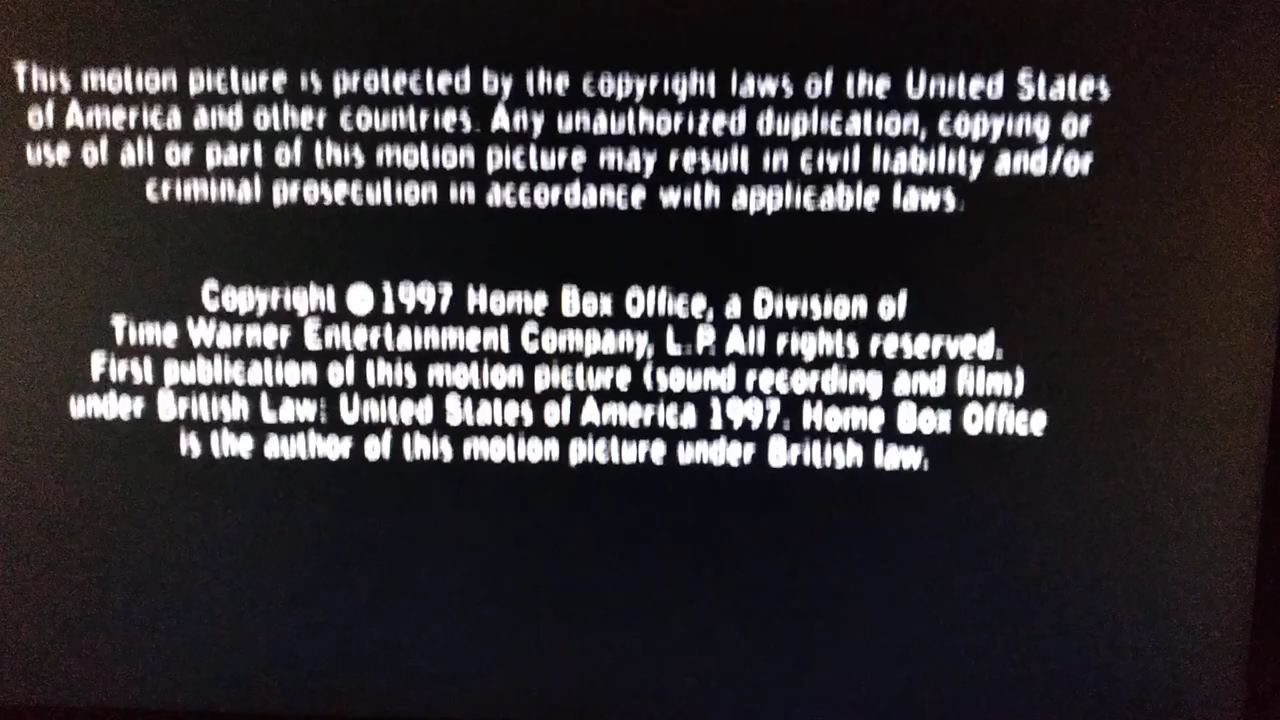 This motion picture is protected by the copyright laws of the United States
of America and other countries. Any unauthorized duplication, copying or
use of all or part of this motion picture may result in civil liability and/or
criminal prosecution in accordance with applicable laws.
Copyright © 1997 Home Box Office, a Division of
Time Warner Entertainment Company, L.P. All rights reserved.
First publication of this motion picture (sound recording and film)
under British Law: United States of America 1997. Home Box Office
is the author of this motion picture under British law.